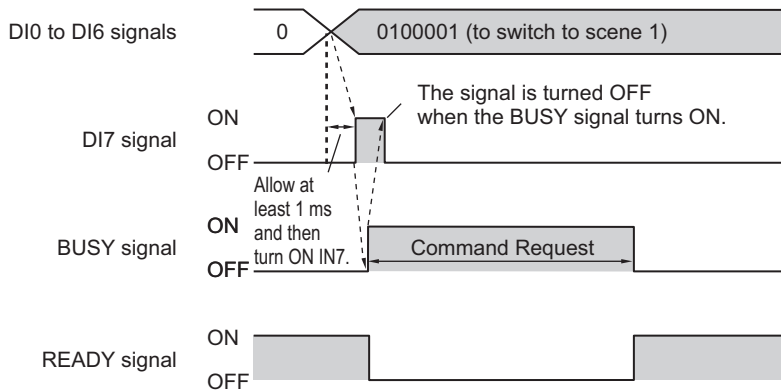 DI0 to DI6 signals
0
0100001 (to switch to scene 1)
The signal is turned OFF
when the BUSY signal turns ON.
DI7 signal
ON
OFF
Allow at
least 1 ms
and then
turn ON IN7.
BUSY signal
ON
OFF
Command Request
READY signal
ON
OFF